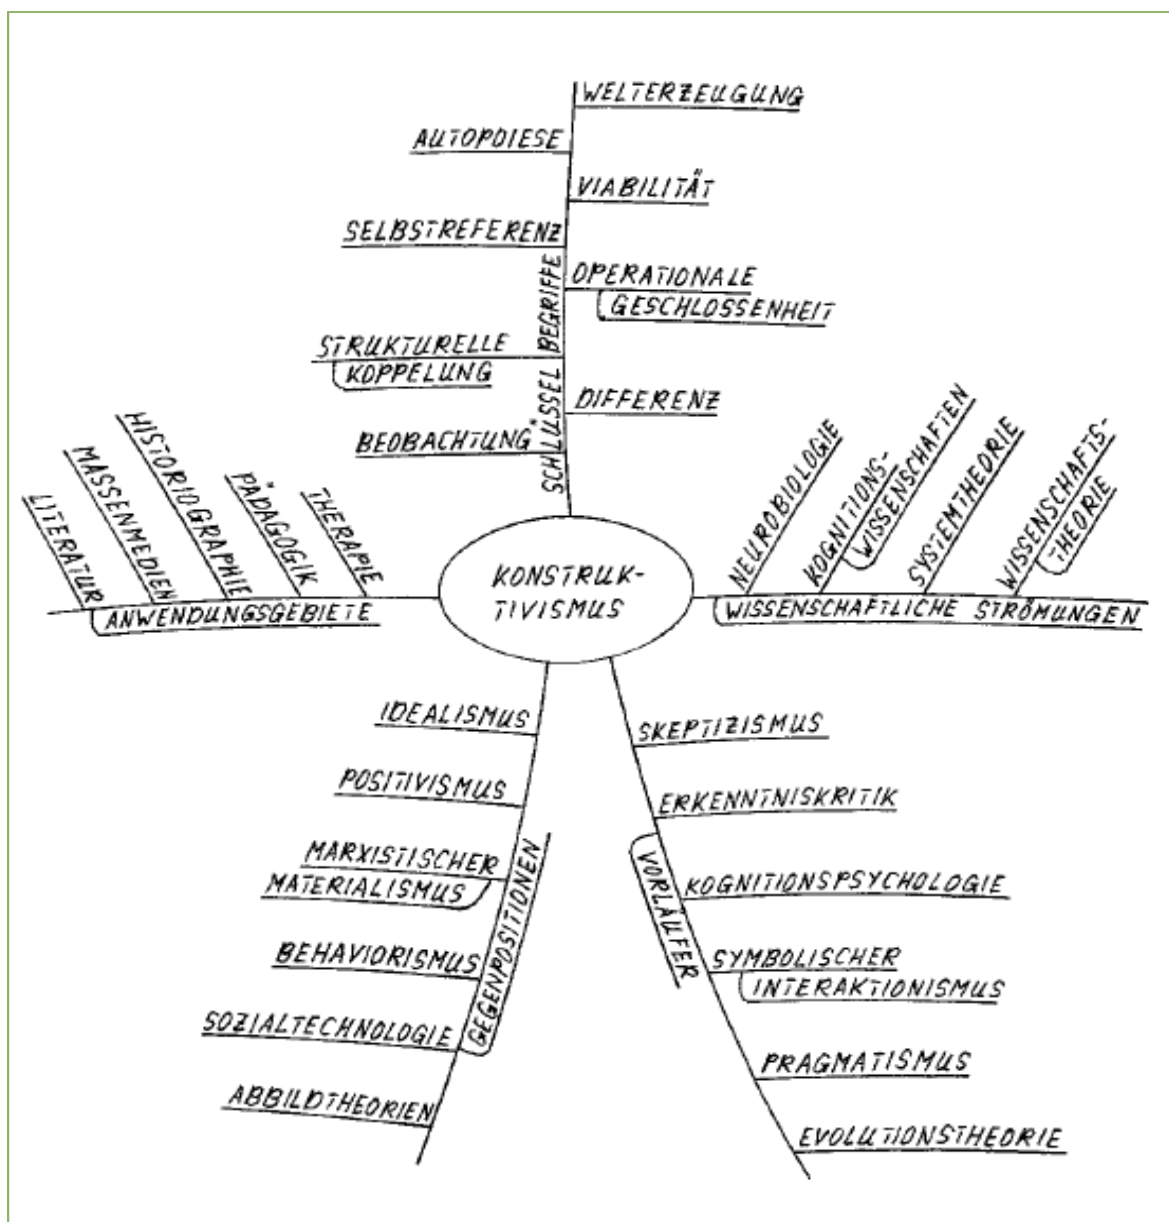 WELTERZEUGUNG
AUTOPOIESE
VIABILITÄT
SELBSTREFERENZ
OPERATIONALE
GESCHLOSSENHEIT
STRUKTURELLE
KOPPELUNG
DIFFERENZ
BEOBACHTUNG
SCHLÜSSEL BEGRIFFE
LITERATUR
MASSENMEDIEN
HISTORIOGRAPHIE
PÄDAGOGIK
THERAPIE
ANWENDUNGSGEBIETE
KONSTRUK-
TIVISMUS
NEUROBIOLOGIE
KOGNITIONS-
WISSENSCHAFTEN
SYSTEMTHEORIE
WISSENSCHAFTS-
THEORIE
WISSENSCHAFTLICHE STRÖMUNGEN
IDEALISMUS
POSITIVISMUS
MARXISTISCHER
MATERIALISMUS
BEHAVIORISMUS
SOZIALTECHNOLOGIE
ABBILDTHEORIEN
GEGENPOSITIONEN
SKEPTIZISMUS
ERKENNTNISKRITIK
VORLÄUFER
KOGNITIONSPSYCHOLOGIE
SYMBOLISCHER
INTERAKTIONISMUS
PRAGMATISMUS
EVOLUTIONSTHEORIE